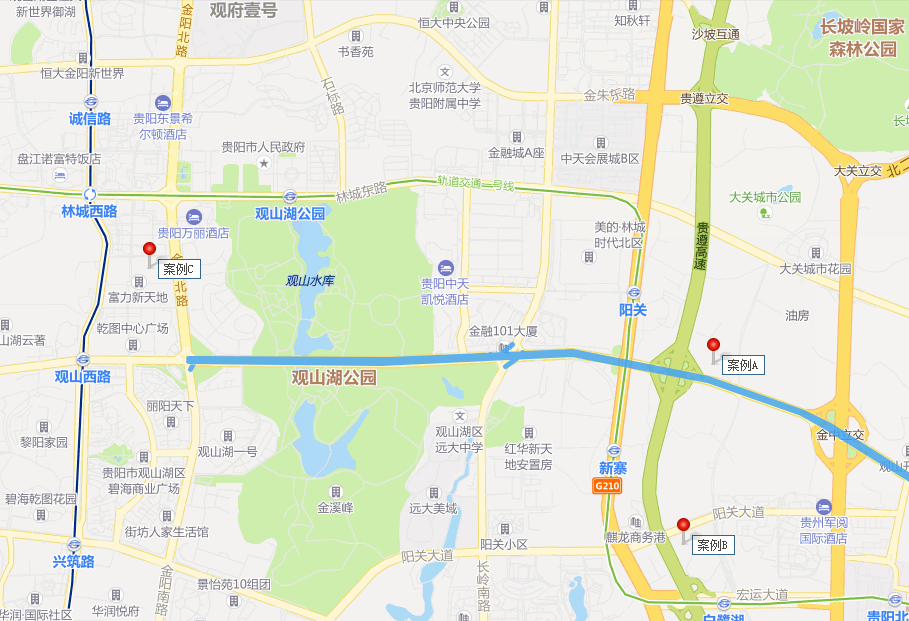 新世界御湖
金阳北路
观府壹号
恒大中央公园
知秋轩
沙坡互通
长坡岭国家
森林公园
书香苑
恒大金阳新世界
石标路
北京师范大学
贵阳附属中学
金朱东路
贵阳东景希
尔顿酒店
诚信路
贵遵立交
金融城A座
贵阳市人民政府
中天会展城B区
盘江诺富特饭店
大关立交
北二
林城东路
轨道交通一号线
大关城市公园
林城西路
观山湖公园
贵阳万丽酒店
美的·林城
时代北区
贵遵高速
案例C
金
北路
观山水库
贵阳中天
凯悦酒店
大关城市花园
富力新天地
阳关
油房
山湖云著
乾图中心广场
金融101大厦
案例A
观山西路
观山湖公园
丽阳天下
黎阳家园
观山湖一号
观山湖区
远大中学
红华新天
地安置房
金中立交
新寨
G210
贵阳市观山湖区
碧海商业广场
观山
碧海乾图花园
金溪峰
远大美域
阳关大道
贵州军阅
国际酒店
街坊人家生活馆
麒龙商务港
案例B
阳关小区
阳关大道
兴筑路
金阳南路
景怡苑10组团
长岭南路
宏运大道
华润·国际社区
华润悦府
白鹭湖
贵阳北